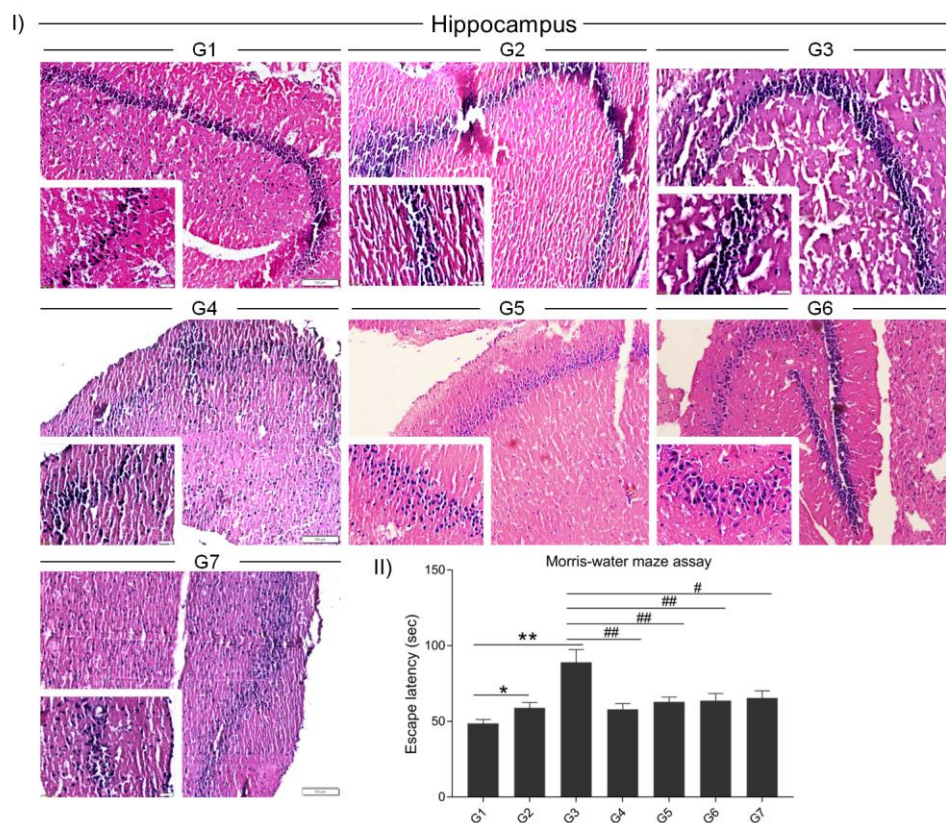 I)
Hippocampus
G1 G2 G3
G4 G5 G6
G7
II)
Morris-water maze assay
Escape latency (sec)
150
100
50
0
#
##
##
##
**
*
G1 G2 G3 G4 G5 G6 G7